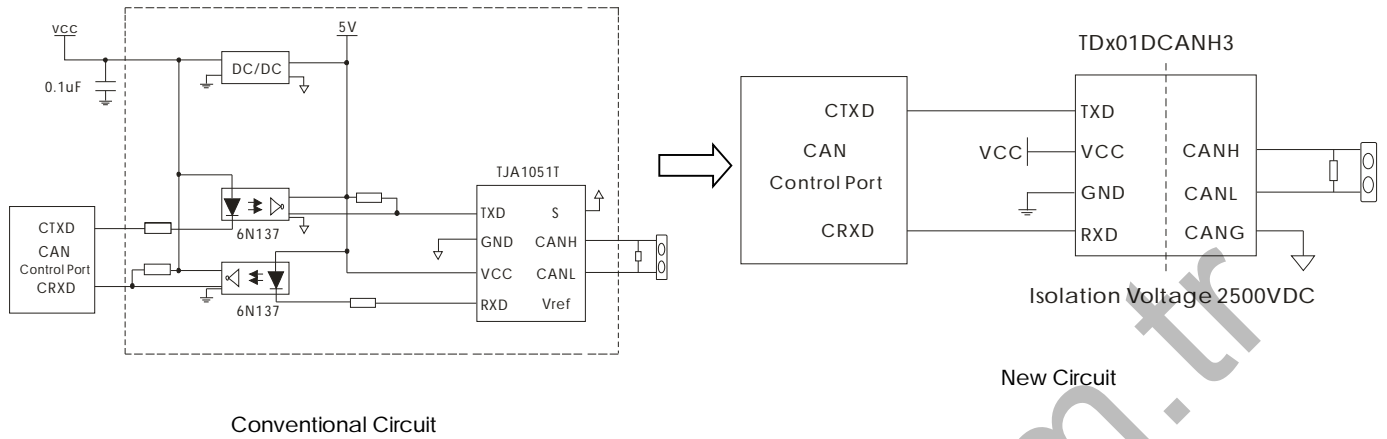 VCC
0.1uF
DC/DC
5V
CTXD
CAN
Control Port
CRXD
6N137
6N137
TJA1051T
TXD
S
GND
CANH
VCC
CANL
RXD
Vref
Conventional Circuit
TDx01DCANH3
CTXD
CAN
Control Port
CRXD
VCC
TXD
VCC
CANH
GND
CANL
RXD
CANG
Isolation Voltage 2500VDC
New Circuit
m.tr